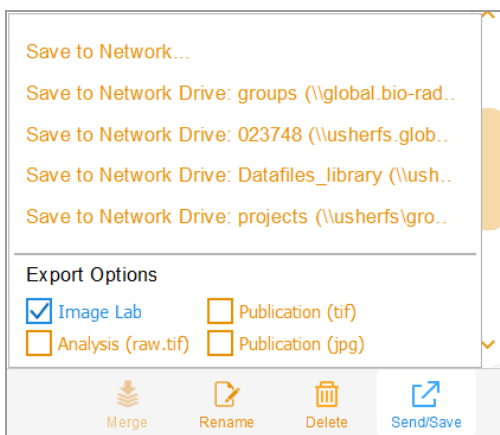 Save to Network...
Save to Network Drive: groups (\\global.bio-rad..
Save to Network Drive: 023748 (\\usherfs.glob..
Save to Network Drive: Datafiles_library (\\ush..
Save to Network Drive: projects (\\usherfs\gro..
Export Options
Image Lab Publication (tif)
Analysis (raw.tif) Publication (jpg)
Merge Rename Delete Send/Save